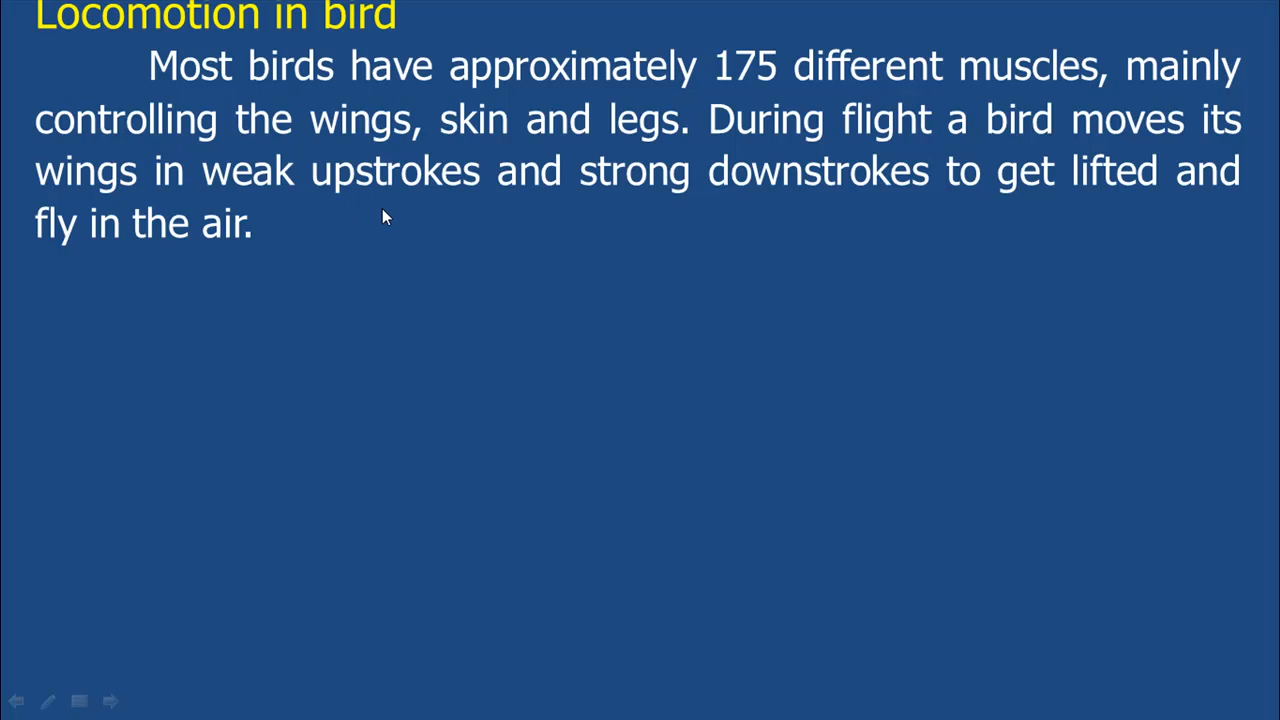 Locomotion in bird
Most birds have approximately 175 different muscles, mainly
controlling the wings, skin and legs. During flight a bird moves its
wings in weak upstrokes and strong downstrokes to get lifted and
fly in the air.